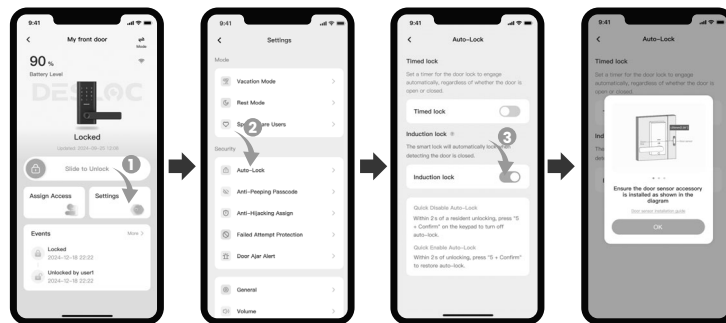 9:41
My front door
Mode
90 %
Battery Level
DESLOC
Locked
Updated 2024-09-25 12:08
Slide to Unlock
1
Assign Access
Settings
Events
More >
Locked
2024-12-18 22:22
Unlocked by user1
2024-12-18 22:22
9:41
Settings
Mode
Vacation Mode
Rest Mode
2
Security
Auto-Lock
Anti-Peeping Passcode
Anti-Hijacking Assign
Failed Attempt Protection
Door Ajar Alert
General
Volume
9:41
Auto-Lock
Timed lock
Set a timer for the door lock to engage
automatically, regardless of whether the door is
open or closed.
Timed lock
Induction lock
The smart lock will automatically lock
detecting the door is closed.
3
Induction lock
Quick Disable Auto-Lock
Within 2's of a resident unlocking, press "5
+ Confirm" on the keypad to turn off
auto-lock.
Quick Enable Auto-Lock
Within 2's of unlocking, press "5 + Confirm"
to restore auto-lock.
9:41
Auto-Lock
Timed lock
Set a timer for the door lock to engage
automatically, regardless of whether the door is
open or closed.
Ensure the door sensor accessory
is installed as shown in the
diagram
Door sensor installation guide
OK